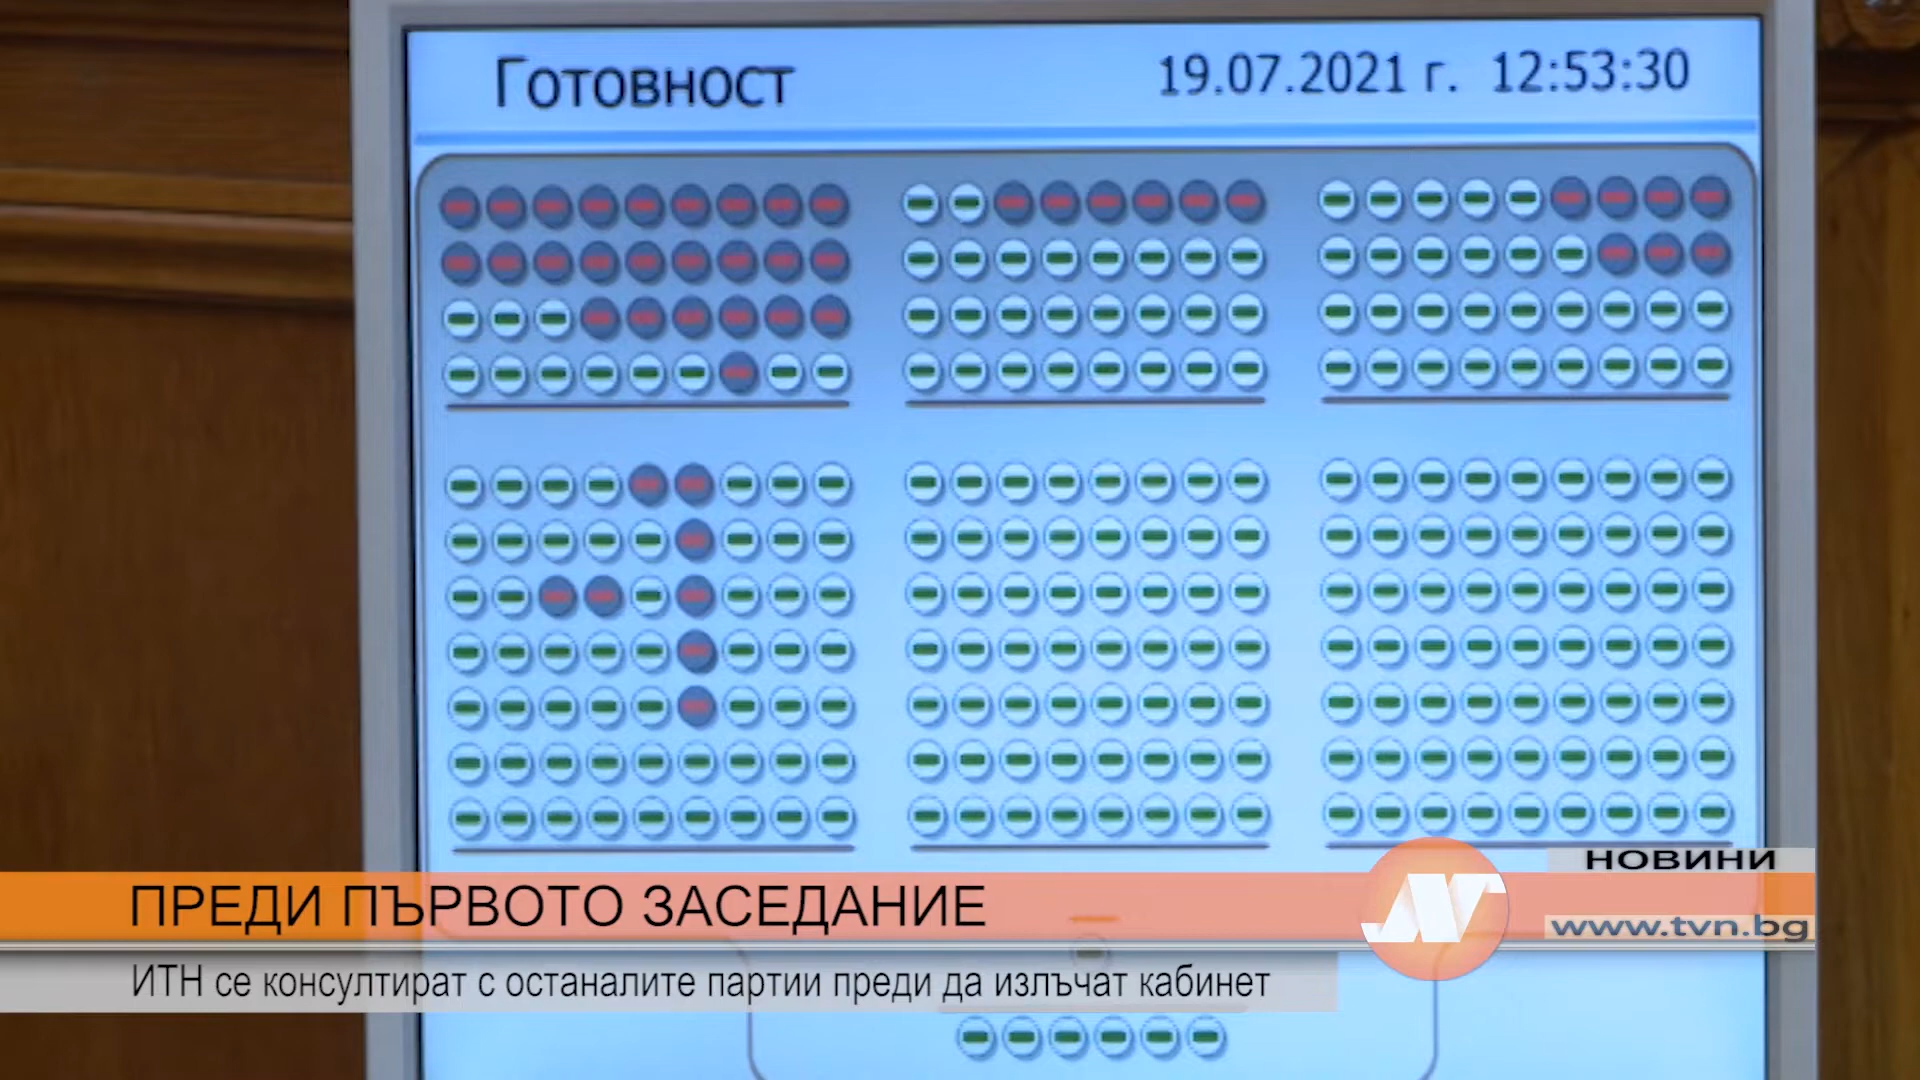 Готовност 19.07.2021 г. 12:53:30
НОВИНИ
ПРЕДИ ПЪРВОТО ЗАСЕДАНИЕ
www.tvn.bg
ИТН се консултират с останалите партии преди да излъчат кабинет